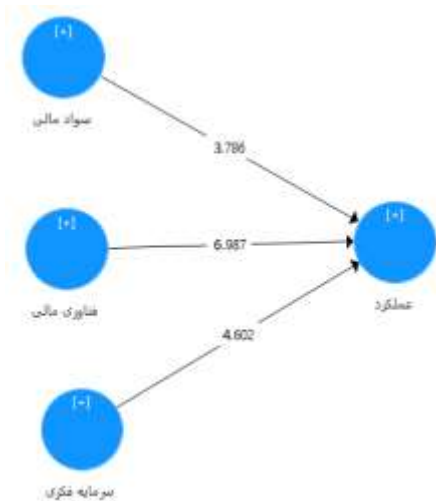 [+]
سواد مالی
3.786
[+]
فناوری مالی
6.987
[+]
عملکرد
4.602
[+]
سرمایه فکری